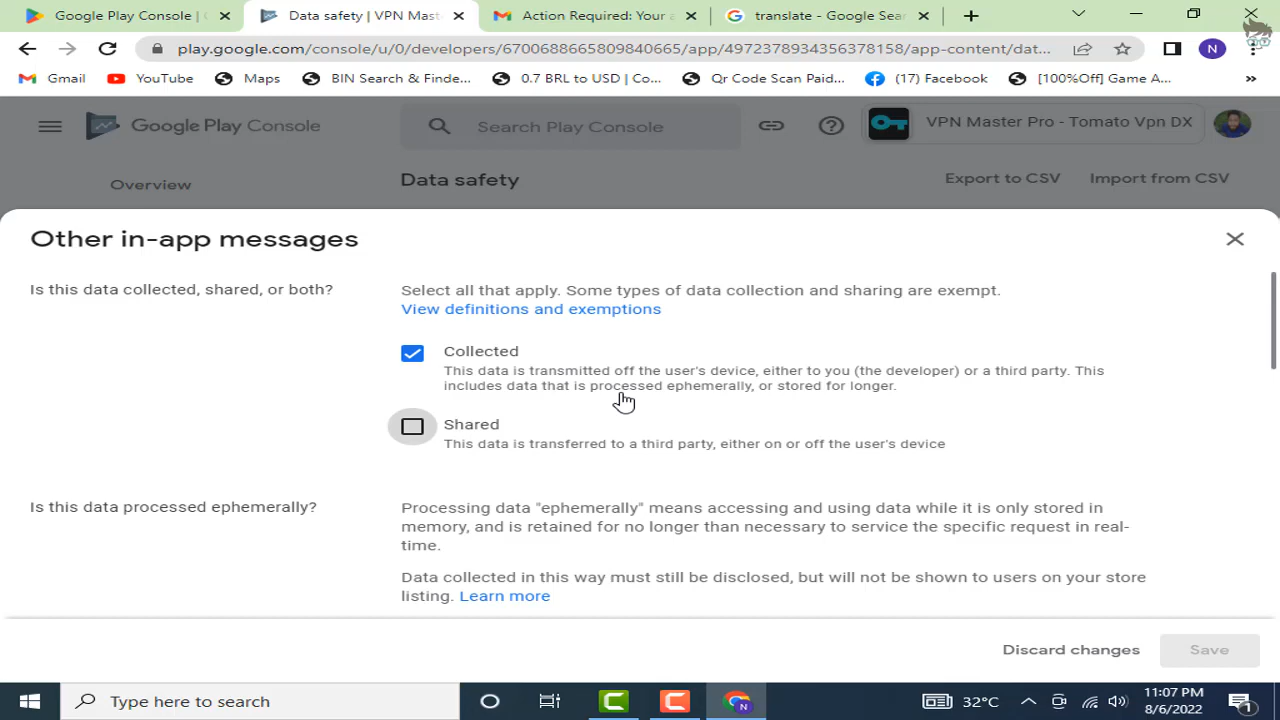 Google Play Console |
Data safety | VPN Mast
Action Required: Your a
translate - Google Sear
play.google.com/console/u/0/developers/6700688665809840665/app/4972378934356378158/app-content/dat...
N
Gmail
YouTube
Maps
BIN Search & Finde...
0.7 BRL to USD | Co...
Qr Code Scan Paid...
(17) Facebook
[100%Off] Game A...
»
Google Play Console
Search Play Console
VPN Master Pro - Tomato Vpn DX
Overview
Data safety
Export to CSV
Import from CSV
Other in-app messages
Is this data collected, shared, or both?
Select all that apply. Some types of data collection and sharing are exempt.
View definitions and exemptions
Collected
This data is transmitted off the user's device, either to you (the developer) or a third party. This
includes data that is processed ephemerally, or stored for longer.
Shared
This data is transferred to a third party, either on or off the user's device
Is this data processed ephemerally?
Processing data "ephemerally" means accessing and using data while it is only stored in
memory, and is retained for no longer than necessary to service the specific request in real-
time.
Data collected in this way must still be disclosed, but will not be shown to users on your store
listing. Learn more
Discard changes
Save
Type here to search
32°C
11:07 PM
8/6/2022
1